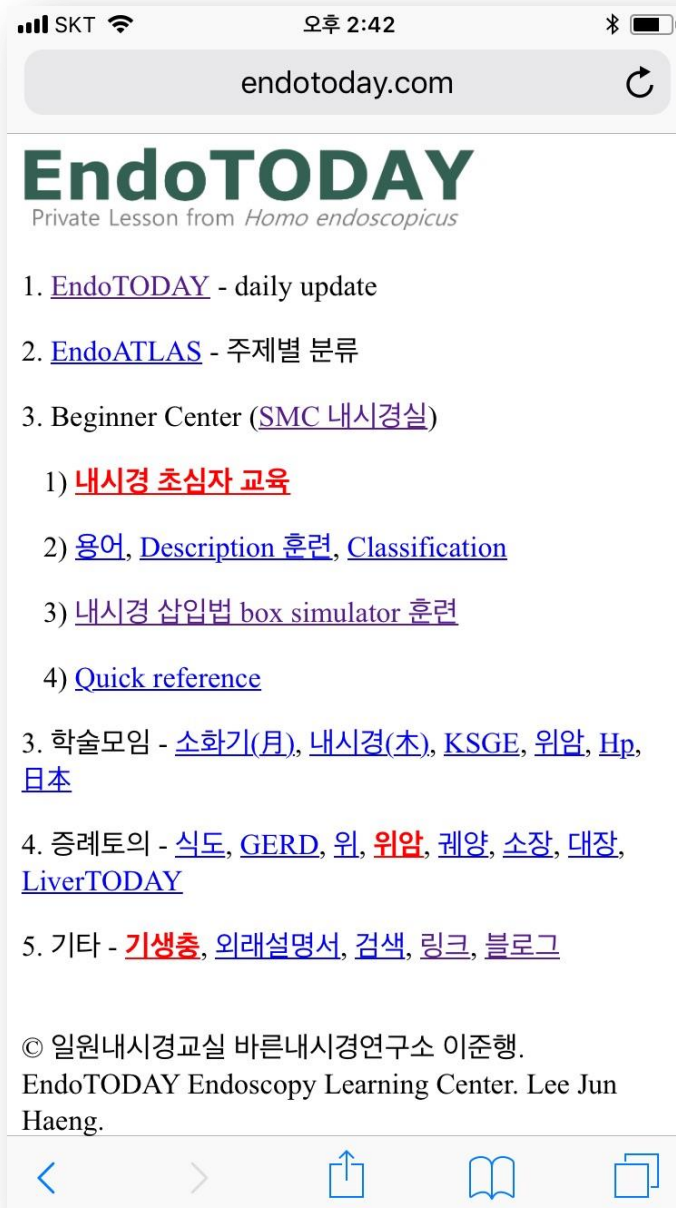 SKT 오후 2:42
endotoday.com
EndoTODAY
Private Lesson from Homo endoscopicus
1. EndoTODAY - daily update
2. EndoATLAS - 주제별 분류
3. Beginner Center (SMC 내시경실)
1) 내시경 초심자 교육
2) 용어, Description 훈련, Classification
3) 내시경 삽입법 box simulator 훈련
4) Quick reference
3. 학술모임 - 소화기(月), 내시경(木), KSGE, 위암, Hp,
日本
4. 증례토의 - 식도, GERD, 위, 위암, 궤양, 소장, 대장,
LiverTODAY
5. 기타 - 기생충, 외래설명서, 검색, 링크, 블로그
© 일원내시경교실 바른내시경연구소 이준행.
EndoTODAY Endoscopy Learning Center. Lee Jun
Haeng.